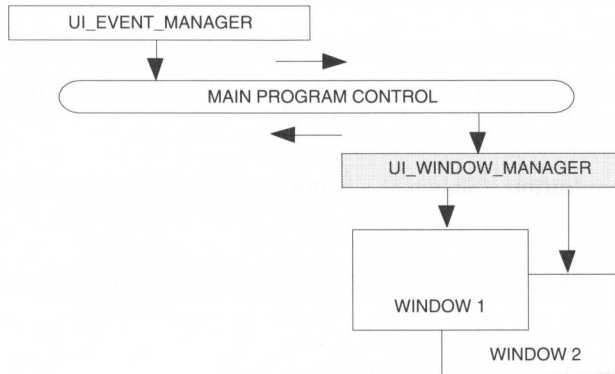 UI_EVENT_MANAGER
MAIN PROGRAM CONTROL
UI_WINDOW_MANAGER
WINDOW 1
WINDOW 2